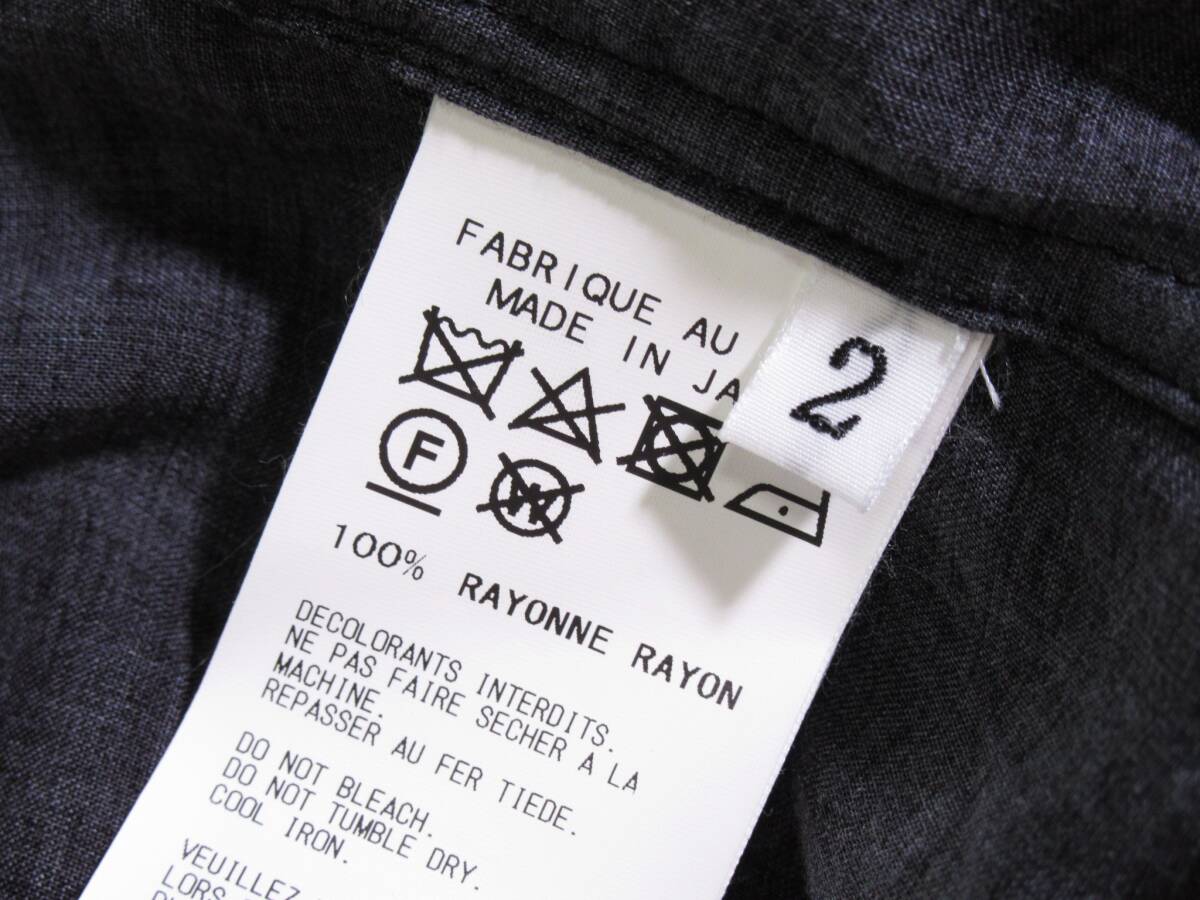 FABRIQUE AU
MADE IN JA
2
F
W
100% RAYONNE RAYON
DECOLORANTS INTERDITS.
NE PAS FAIRE SECHER A LA
MACHINE.
REPASSER AU FER TIEDE.
DO NOT BLEACH.
DO NOT TUMBLE DRY.
COOL IRON.
VEUILLEZ
LORS